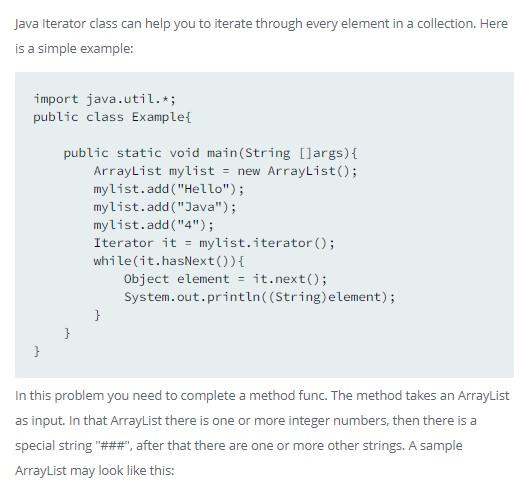 Java Iterator class can help you to iterate through every element in a collection. Here
is a simple example:
import java.util.*;
public class Example{
public static void main(String []args){
ArrayList mylist = new ArrayList();
mylist.add("Hello");
mylist.add("Java");
mylist.add("4");
Iterator it = mylist.iterator();
while(it.hasNext()){
Object element = it.next();
System.out.println((String)element);
}
}
}
In this problem you need to complete a method func. The method takes an ArrayList
as input. In that ArrayList there is one or more integer numbers, then there is a
special string "###", after that there are one or more other strings. A sample
ArrayList may look like this: